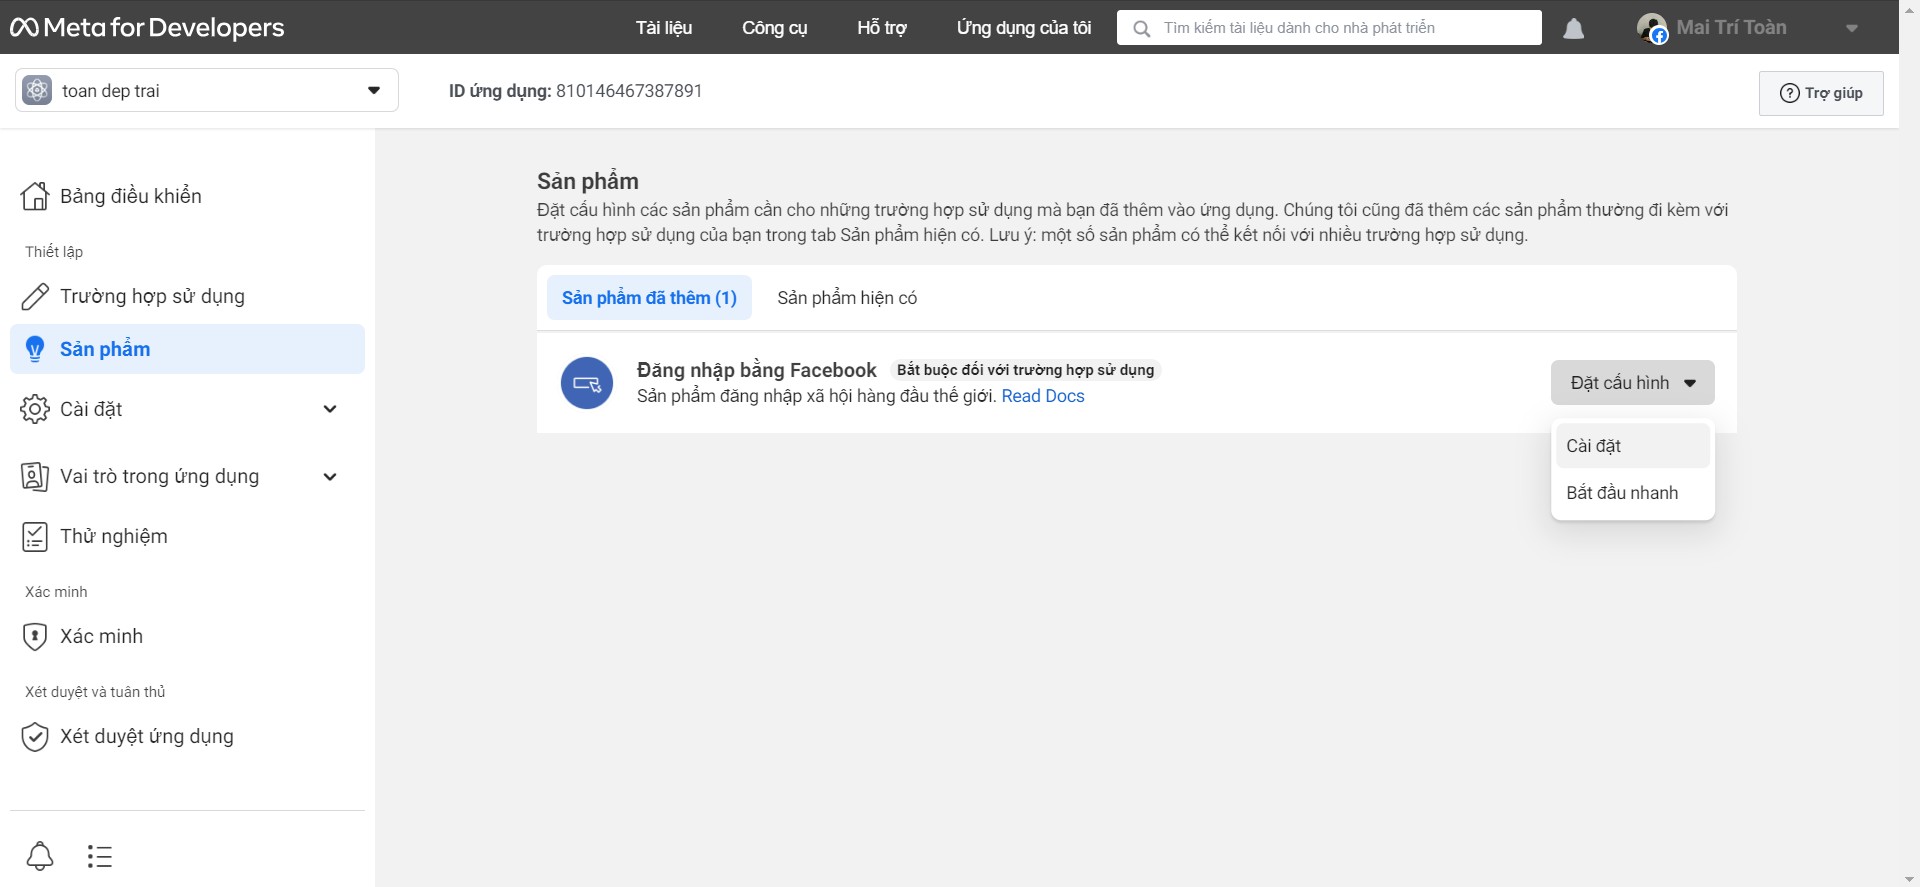 Meta for Developers
Tài liệu
Công cụ
Hỗ trợ
Ứng dụng của tôi
Tìm kiếm tài liệu dành cho nhà phát triển
Mai Trí Toàn
toan dep trai
ID ứng dụng: 810146467387891
Trợ giúp
Bảng điều khiển
Thiết lập
Trường hợp sử dụng
Sản phẩm
Cài đặt
Vai trò trong ứng dụng
Thử nghiệm
Xác minh
Xác minh
Xét duyệt và tuân thủ
Xét duyệt ứng dụng
Sản phẩm
Đặt cấu hình các sản phẩm cần cho những trường hợp sử dụng mà bạn đã thêm vào ứng dụng. Chúng tôi cũng đã thêm các sản phẩm thường đi kèm với
trường hợp sử dụng của bạn trong tab Sản phẩm hiện có. Lưu ý: một số sản phẩm có thể kết nối với nhiều trường hợp sử dụng.
Sản phẩm đã thêm (1)
Sản phẩm hiện có
Đăng nhập bằng Facebook
Bắt buộc đối với trường hợp sử dụng
Sản phẩm đăng nhập xã hội hàng đầu thế giới. Read Docs
Đặt cấu hình
Cài đặt
Bắt đầu nhanh